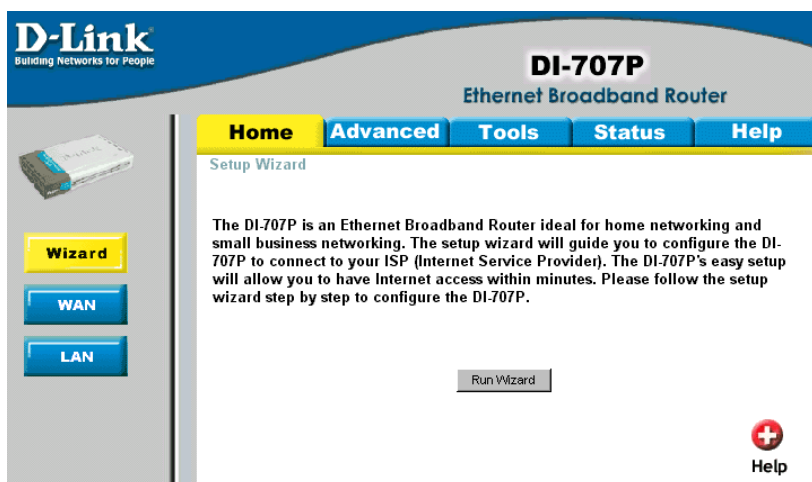 D-Link
Building Networks for People
DI-707P
Ethernet Broadband Router
Home
Advanced
Tools
Status
Help
Setup Wizard
Wizard
WAN
LAN
The DI-707P is an Ethernet Broadband Router ideal for home networking and
small business networking. The setup wizard will guide you to configure the DI-
707P to connect to your ISP (Internet Service Provider). The DI-707P's easy setup
will allow you to have Internet access within minutes. Please follow the setup
wizard step by step to configure the DI-707P.
Run Wizard
Help